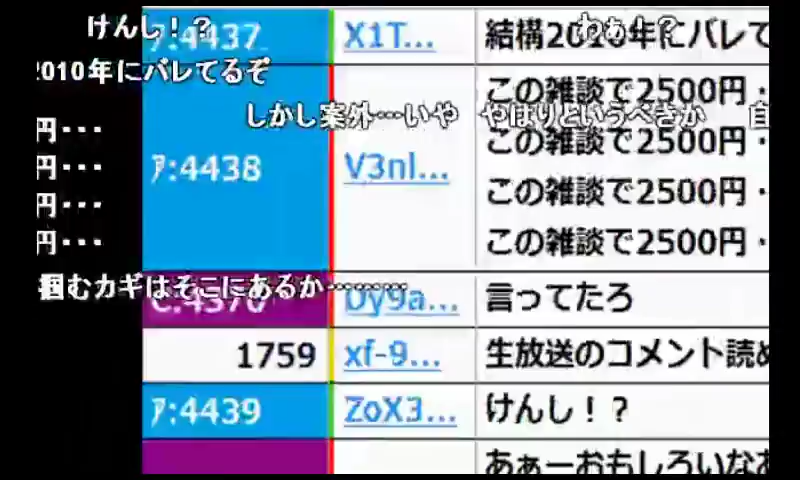 けんし！？
わぁ！？
ｱ:4437 X1T... 結構2010年にバレて
2010年にバレてるぞ
この雑談で2500円・
しかし案外…いや やはりというべきか 自
円・・・
この雑談で2500円・
ｱ:4438 V3nl...
円・・・
この雑談で2500円・
円・・・
この雑談で2500円・
円・・・
掴むカギはそこにあるか………
C:4370 Dy9a... 言ってたろ
1759 xf-9... 生放送のコメント読め
ｱ:4439 ZoX3... けんし！？
あぁーおもしろいなあ